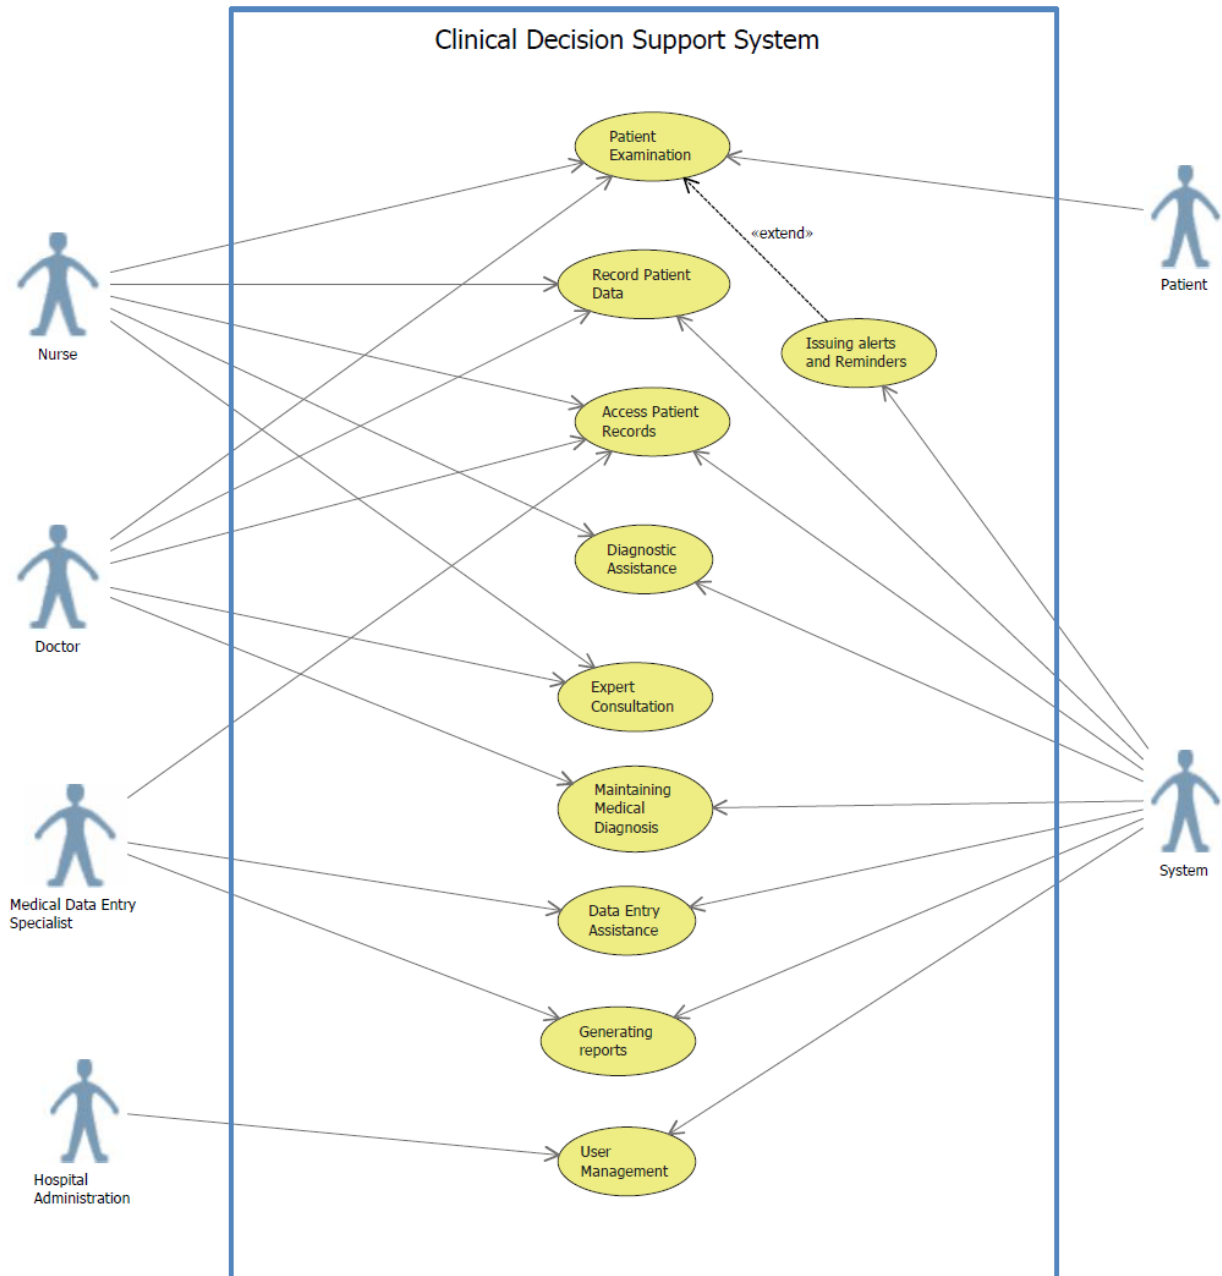 Clinical Decision Support System
Patient
Examination
«extend»
Record Patient
Data
Patient
Nurse
Issuing alerts
and Reminders
Access Patient
Records
Diagnostic
Assistance
Doctor
Expert
Consultation
Maintaining
Medical
Diagnosis
System
Medical Data Entry
Specialist
Data Entry
Assistance
Generating
reports
User
Management
Hospital
Administration